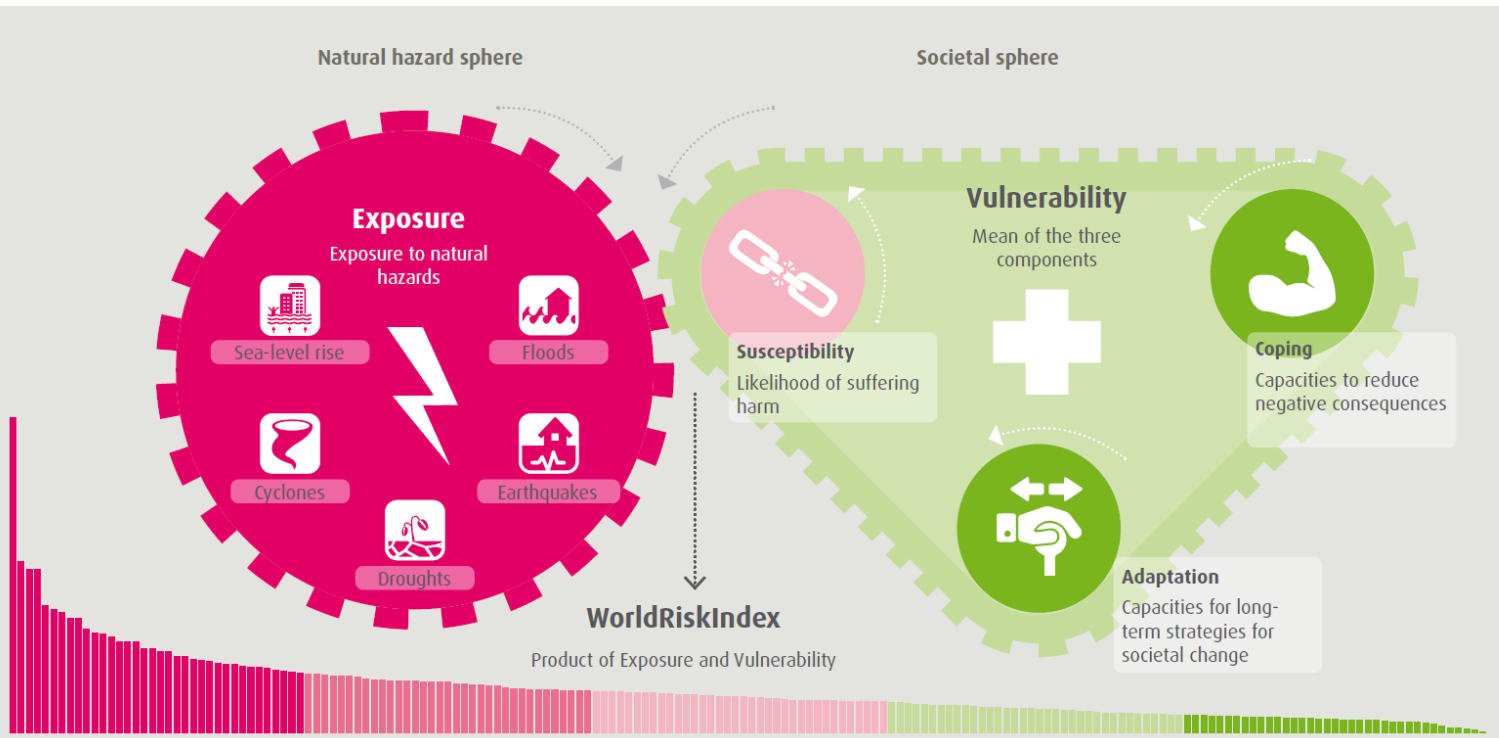 Natural hazard sphere
Societal sphere
Exposure
Exposure to natural
hazards
Sea-level rise
Floods
Cyclones
Earthquakes
Droughts
Vulnerability
Mean of the three
components
Susceptibility
Likelihood of suffering
harm
Coping
Capacities to reduce
negative consequences
Adaptation
Capacities for long-
term strategies for
societal change
WorldRiskIndex
Product of Exposure and Vulnerability